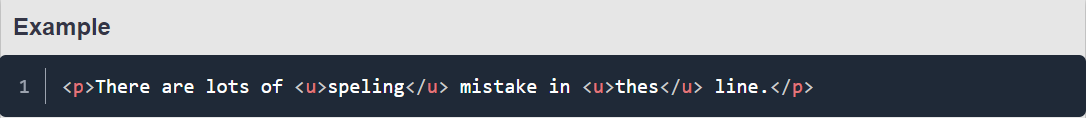 Example
1 <p>There are lots of <u>speling</u> mistake in <u>thes</u> line.</p>